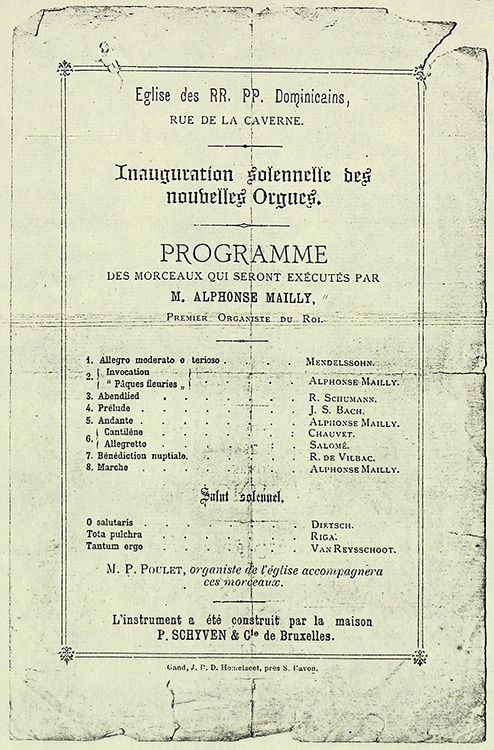 Eglise des RR. PP. Dominicains,
RUE DE LA CAVERNE.
Inauguration solennelle des
nouvelles Orgues.
PROGRAMME
DES MORCEAUX QUI SERONT EXÉCUTÉS PAR
M. ALPHONSE MAILLY,
PREMIER ORGANISTE DU ROI.
1. Allegro moderato e serioso . . . . MENDELSSOHN.
2. { Invocation
" Pâques fleuries „ } . . . . . ALPHONSE MAILLY.
3. Abendlied . . . . . . R. SCHUMANN.
4. Prélude . . . . . . . J. S. BACH.
5. Andante . . . . . . . ALPHONSE MAILLY.
6. { Cantilène . . . . . . CHAUVET.
Allegretto . . . . . . SALOMÉ.
7. Bénédiction nuptiale. . . . . R. DE VILBAC.
8. Marche . . . . . . . ALPHONSE MAILLY.
Salut solennel.
O salutaris . . . . . . DIETSCH.
Tota pulchra . . . . . . RIGA.
Tantum ergo . . . . . . VAN REYSSCHOOT.
M. P. POULET, organiste de l'église accompagnera
ces morceaux.
L'instrument a été construit par la maison
P. SCHYVEN & Cie de Bruxelles.
Gand, J. B. D. Hemelsoet, près S. Bavon.